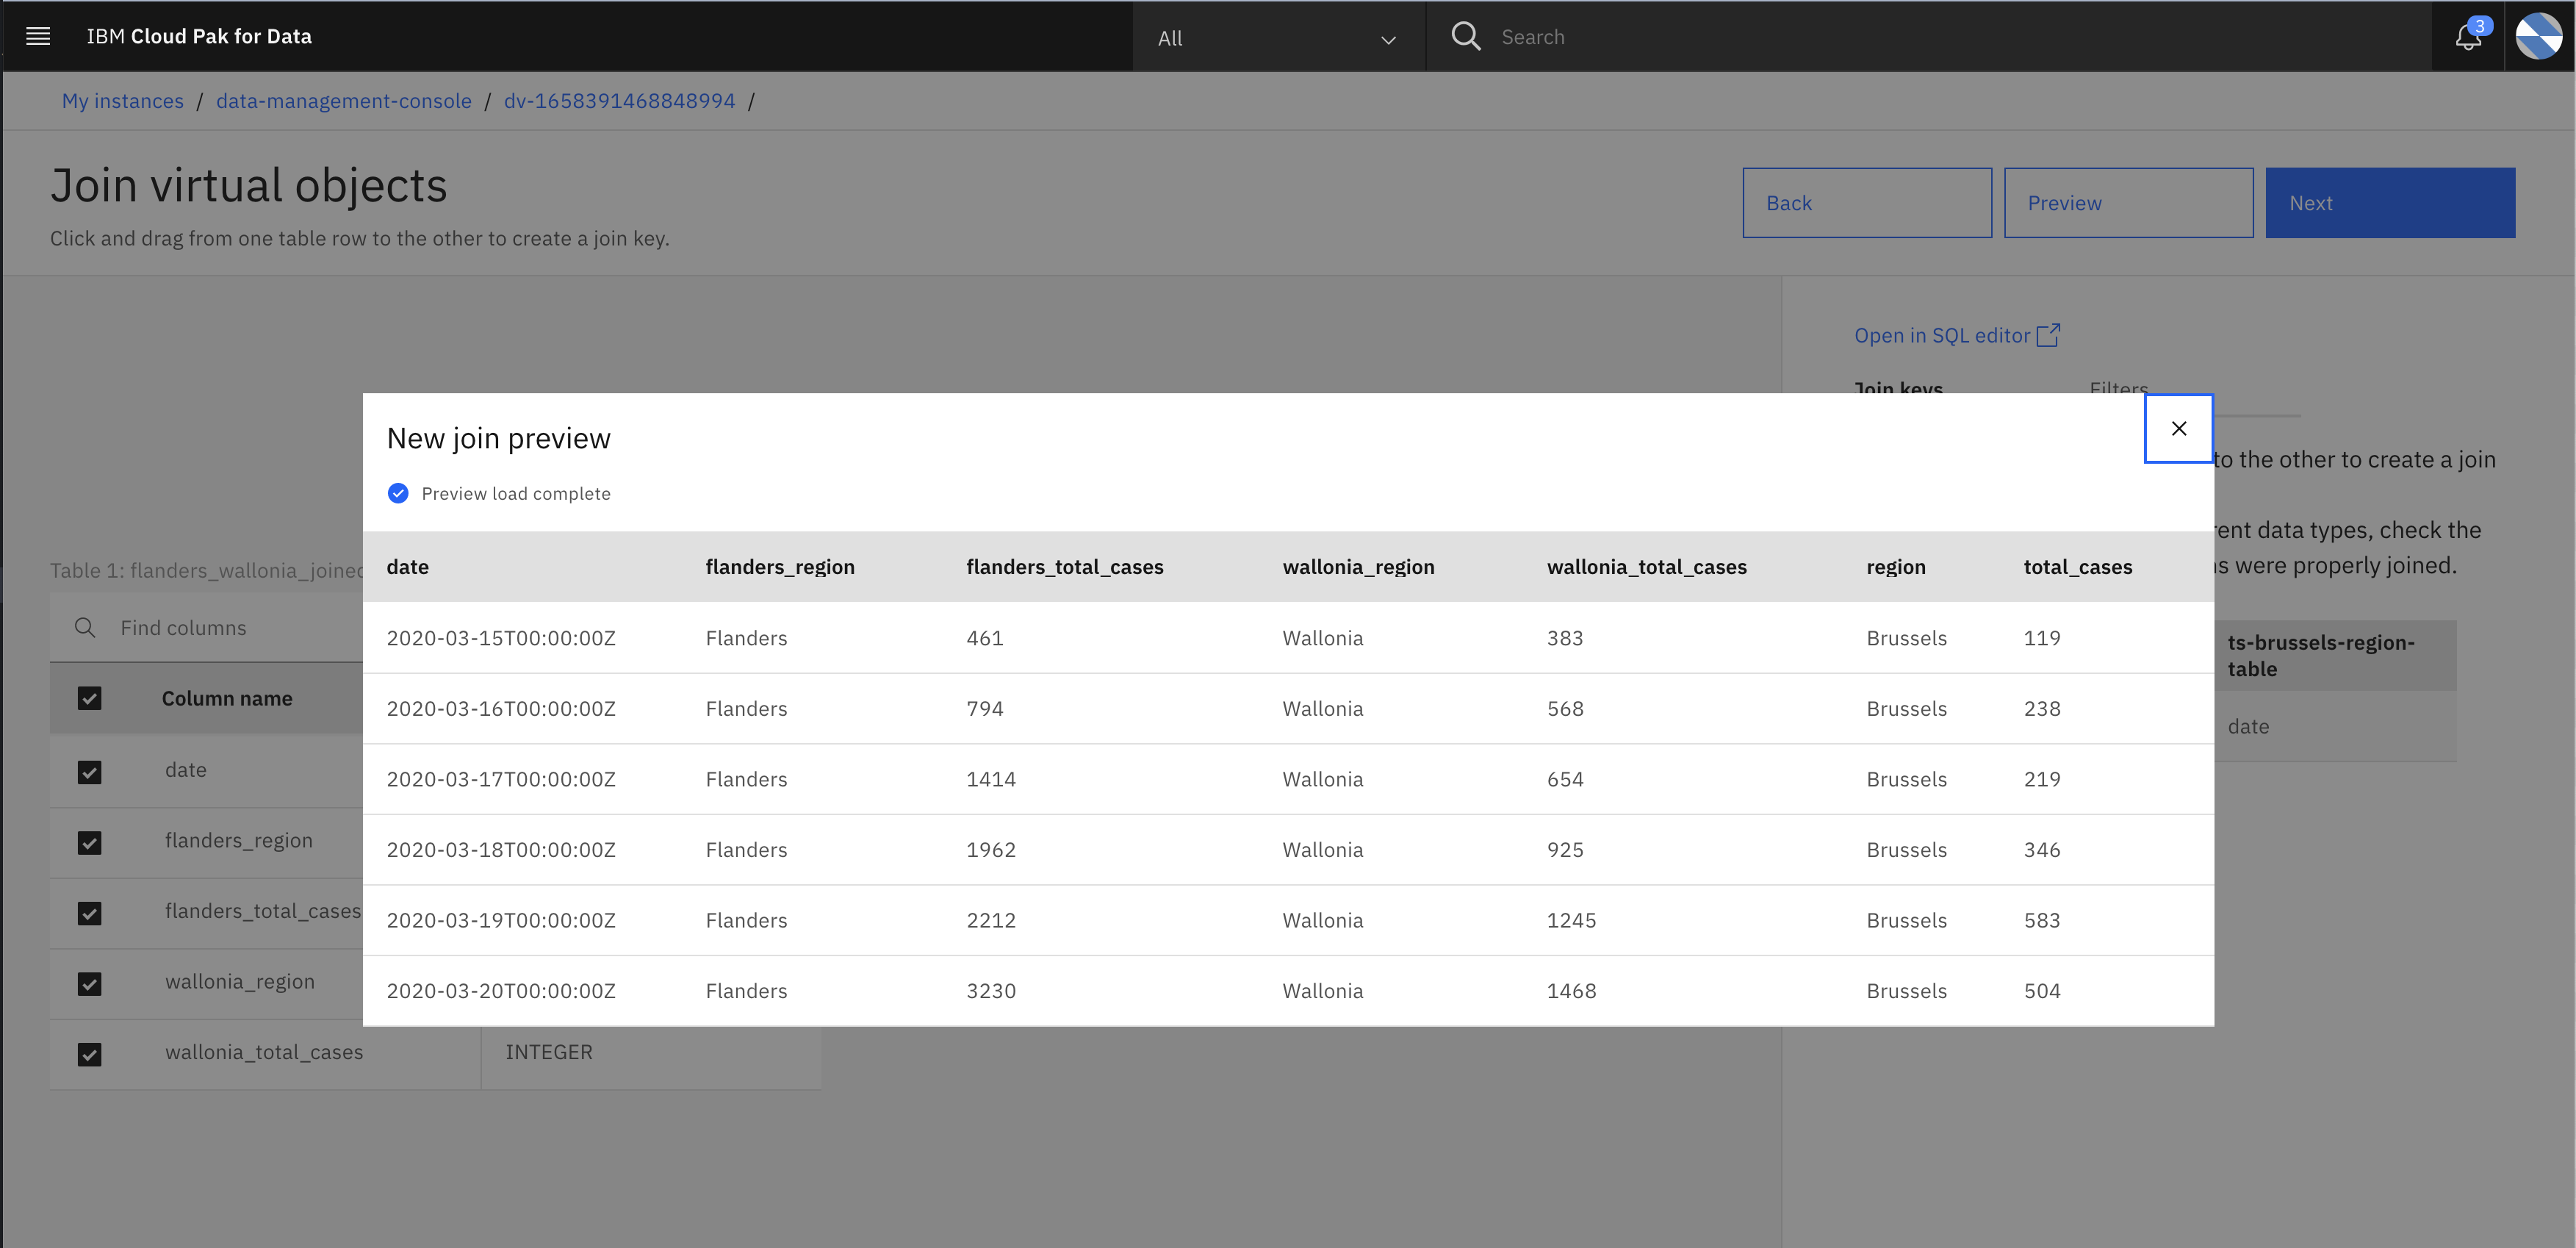 IBM Cloud Pak for Data
All
Search
3
My instances / data-management-console / dv-1658391468848994 /
Join virtual objects
Click and drag from one table row to the other to create a join key.
Back
Preview
Next
Open in SQL editor
Join keys
Filters
to the other to create a join
data types, check the
were properly joined.
ts-brussels-region-
table
date
Table 1: flanders_wallonia_joined
Find columns
Column name
date
flanders_region
flanders_total_cases
wallonia_region
wallonia_total_cases INTEGER
New join preview
Preview load complete
date flanders_region flanders_total_cases wallonia_region wallonia_total_cases region total_cases
2020-03-15T00:00:00Z Flanders 461 Wallonia 383 Brussels 119
2020-03-16T00:00:00Z Flanders 794 Wallonia 568 Brussels 238
2020-03-17T00:00:00Z Flanders 1414 Wallonia 654 Brussels 219
2020-03-18T00:00:00Z Flanders 1962 Wallonia 925 Brussels 346
2020-03-19T00:00:00Z Flanders 2212 Wallonia 1245 Brussels 583
2020-03-20T00:00:00Z Flanders 3230 Wallonia 1468 Brussels 504